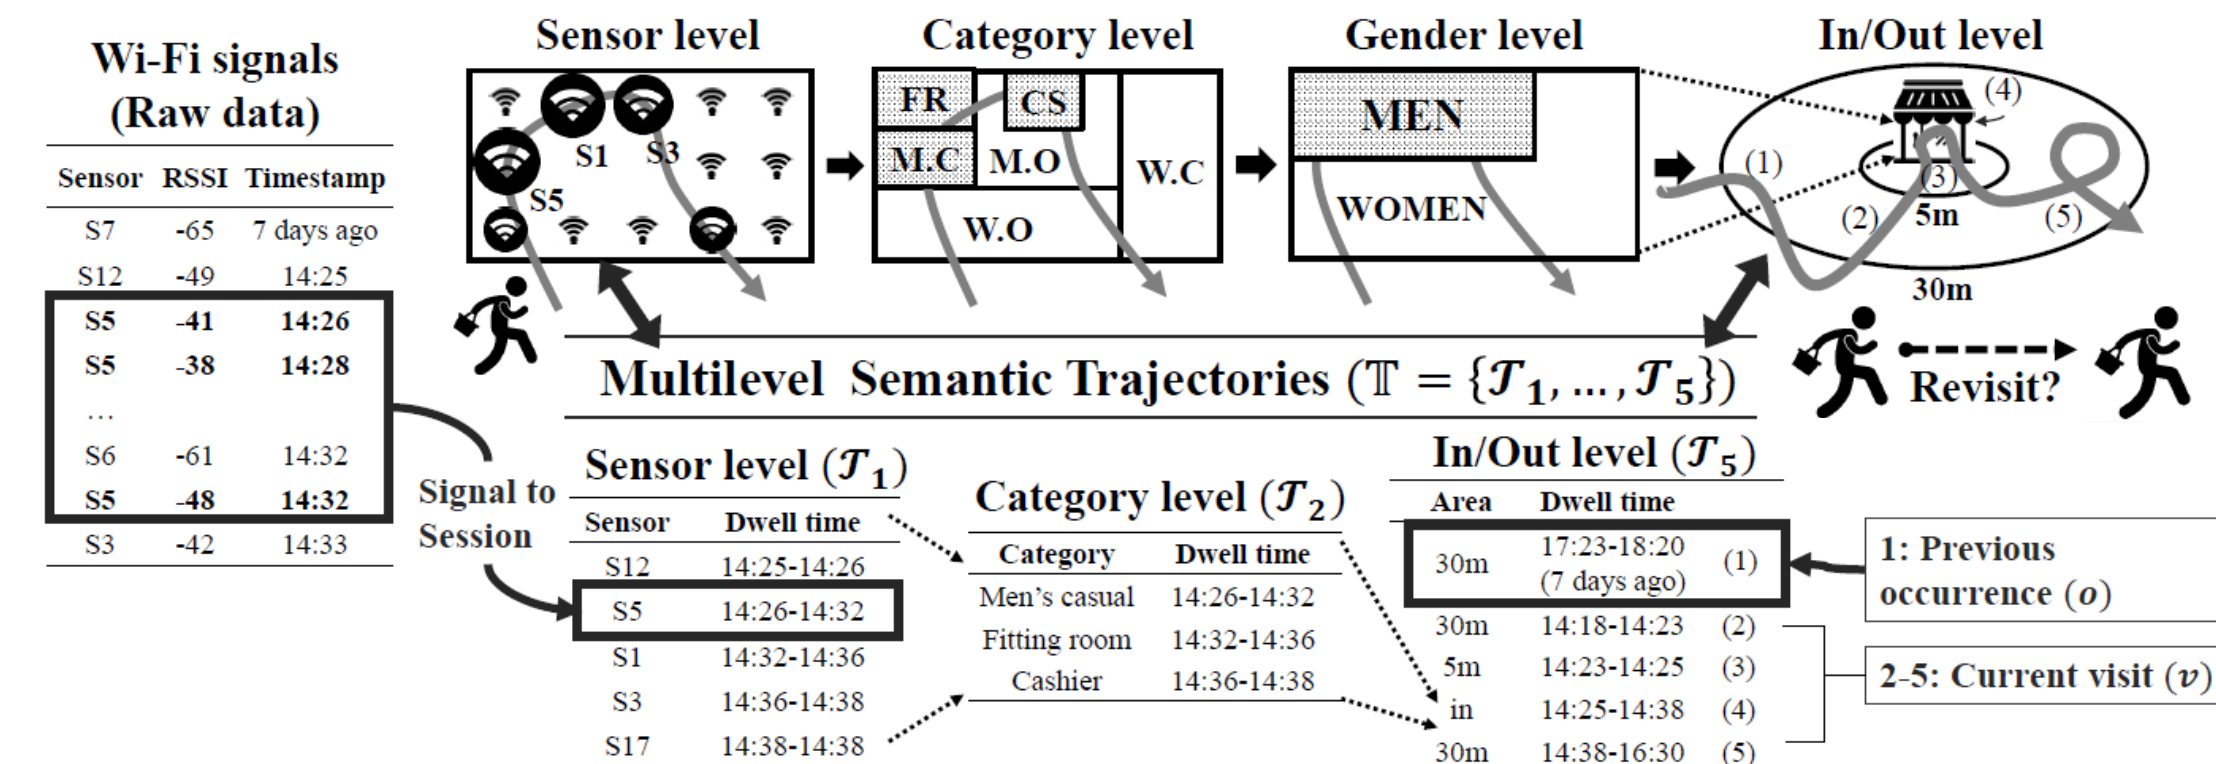 Wi-Fi signals
(Raw data)
Sensor RSSI Timestamp
S7 -65 7 days ago
S12 -49 14:25
S5 -41 14:26
S5 -38 14:28
...
S6 -61 14:32
S5 -48 14:32
S3 -42 14:33
Signal to
Session
Sensor level
S1
S3
S5
Category level
FR
CS
M.C
M.O
W.C
W.O
Gender level
MEN
WOMEN
In/Out level
(4)
(1)
(3)
(2)
5m
(5)
30m
Revisit?
Multilevel Semantic Trajectories (𝕋 = {𝒯₁, ..., 𝒯₅})
Sensor level (𝒯₁)
Sensor Dwell time
S12 14:25-14:26
S5 14:26-14:32
S1 14:32-14:36
S3 14:36-14:38
S17 14:38-14:38
Category level (𝒯₂)
Category Dwell time
Men's casual 14:26-14:32
Fitting room 14:32-14:36
Cashier 14:36-14:38
In/Out level (𝒯₅)
Area Dwell time
30m 17:23-18:20 (1)
(7 days ago)
30m 14:18-14:23 (2)
5m 14:23-14:25 (3)
in 14:25-14:38 (4)
30m 14:38-16:30 (5)
1: Previous
occurrence (o)
2-5: Current visit (v)